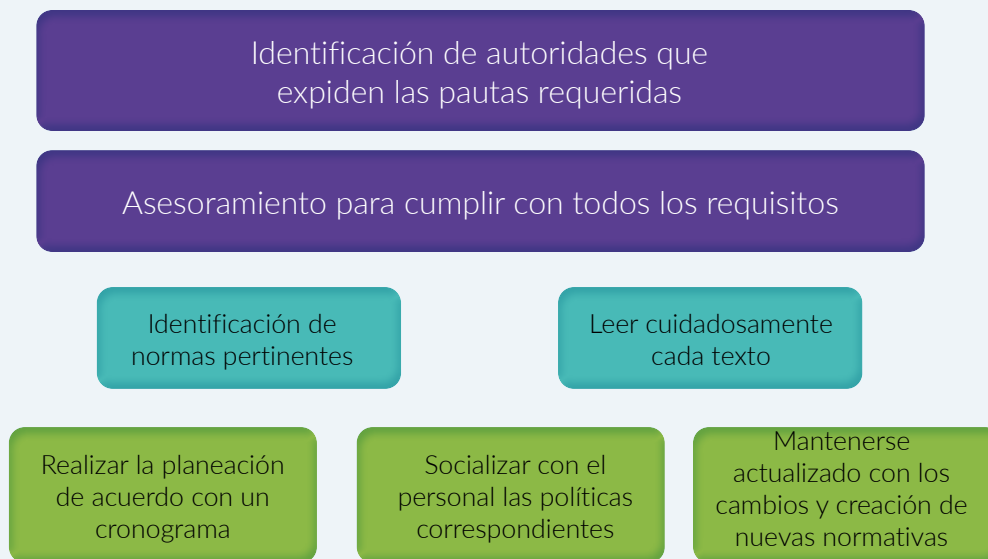 Identificación de autoridades que
expiden las pautas requeridas
Asesoramiento para cumplir con todos los requisitos
Identificación de
normas pertinentes
Leer cuidadosamente
cada texto
Realizar la planeación
de acuerdo con un
cronograma
Socializar con el
personal las políticas
correspondientes
Mantenerse
actualizado con los
cambios y creación de
nuevas normativas